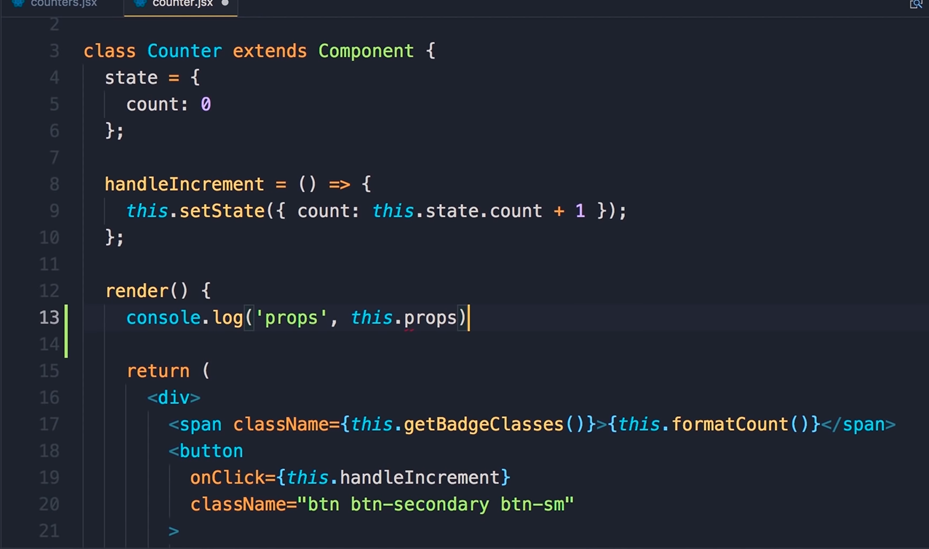 counters.jsx counter.jsx
2
3 class Counter extends Component {
4 state = {
5 count: 0
6 };
7
8 handleIncrement = () => {
9 this.setState({ count: this.state.count + 1 });
10 };
11
12 render() {
13 console.log('props', this.props)
14
15 return (
16 <div>
17 <span className={this.getBadgeClasses()}>{this.formatCount()}</span>
18 <button
19 onClick={this.handleIncrement}
20 className="btn btn-secondary btn-sm"
21 >